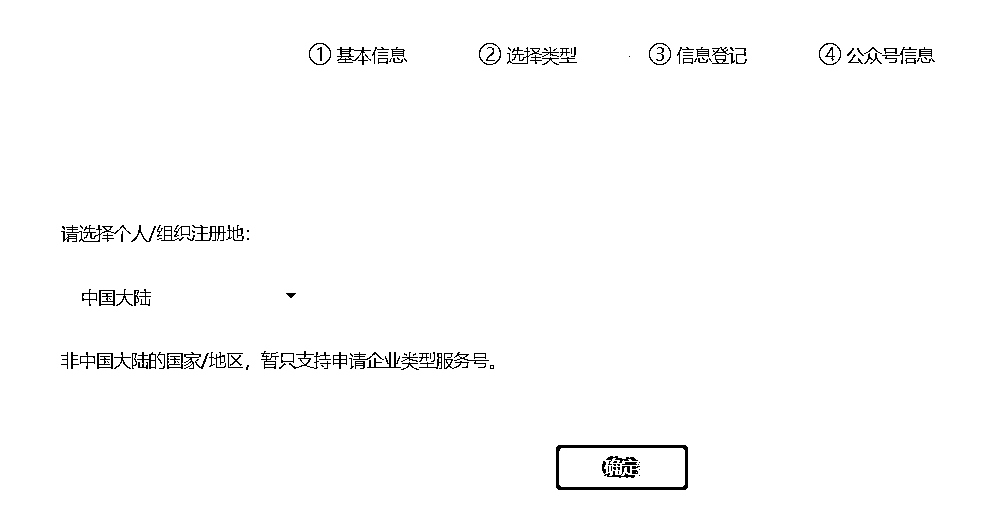 ① 基本信息 ② 选择类型 ③ 信息登记 ④ 公众号信息
请选择个人/组织注册地：
中国大陆
非中国大陆的国家/地区，暂只支持申请企业类型服务号。
确定